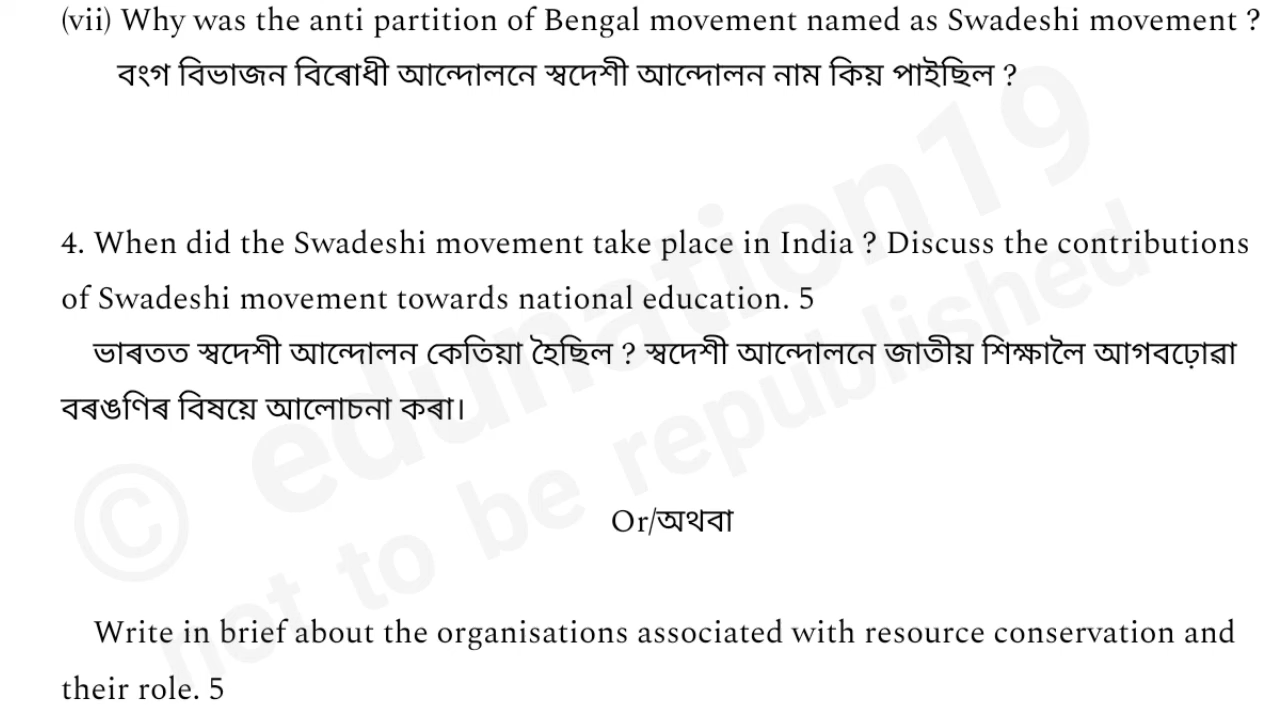 (vii) Why was the anti partition of Bengal movement named as Swadeshi movement ?
বংগ বিভাজন বিৰোধী আন্দোলনে স্বদেশী আন্দোলন নাম কিয় পাইছিল ?
4. When did the Swadeshi movement take place in India ? Discuss the contributions
of Swadeshi movement towards national education. 5
ভাৰতত স্বদেশী আন্দোলন কেতিয়া হৈছিল ? স্বদেশী আন্দোলনে জাতীয় শিক্ষালৈ আগবঢ়োৱা
বৰঙণিৰ বিষয়ে আলোচনা কৰা।
Or/অথবা
Write in brief about the organisations associated with resource conservation and
their role. 5
© edunation19
not to be republished